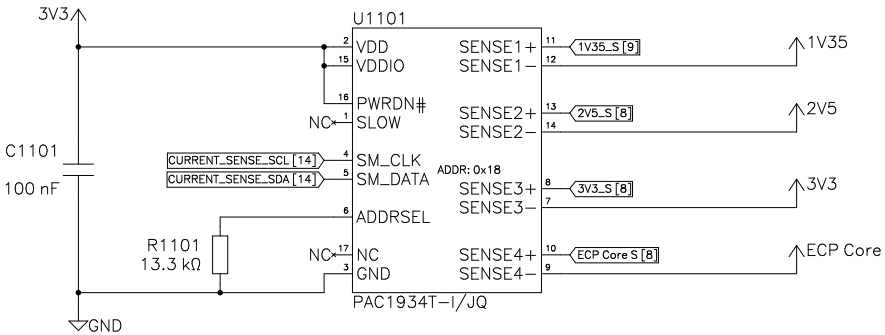 3V3
U1101
2 VDD SENSE1+ 11 1V35_S [9] 1V35
15 VDDIO SENSE1- 12
16 PWRDN# SENSE2+ 13 2V5_S [8] 2V5
NC 1 SLOW SENSE2- 14
C1101
100 nF
CURRENT_SENSE_SCL [14] 4 SM_CLK
ADDR: 0x18
CURRENT_SENSE_SDA [14] 5 SM_DATA
SENSE3+ 8 3V3_S [8] 3V3
6 ADDRSEL SENSE3- 7
R1101
13.3 kΩ
NC 17 NC SENSE4+ 10 ECP Core S [8] ECP Core
3 GND SENSE4- 9
PAC1934T-I/JQ
GND